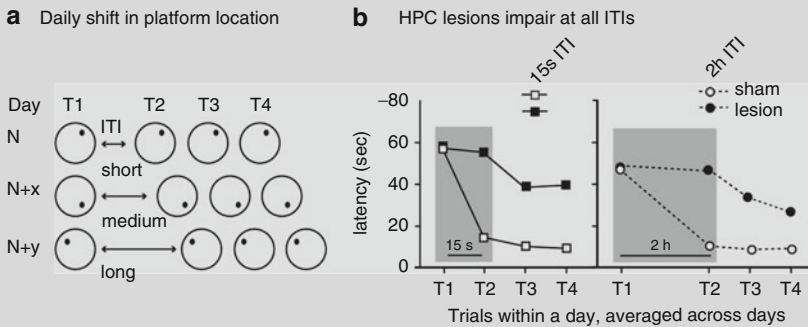 a Daily shift in platform location
Day T1 T2 T3 T4
N ITI
short
N+x
medium
N+y
long
b HPC lesions impair at all ITIs
15s ITI
2h ITI
sham
lesion
latency (sec)
–80
60
40
20
0
15 s
2 h
T1 T2 T3 T4
T1 T2 T3 T4
Trials within a day, averaged across days